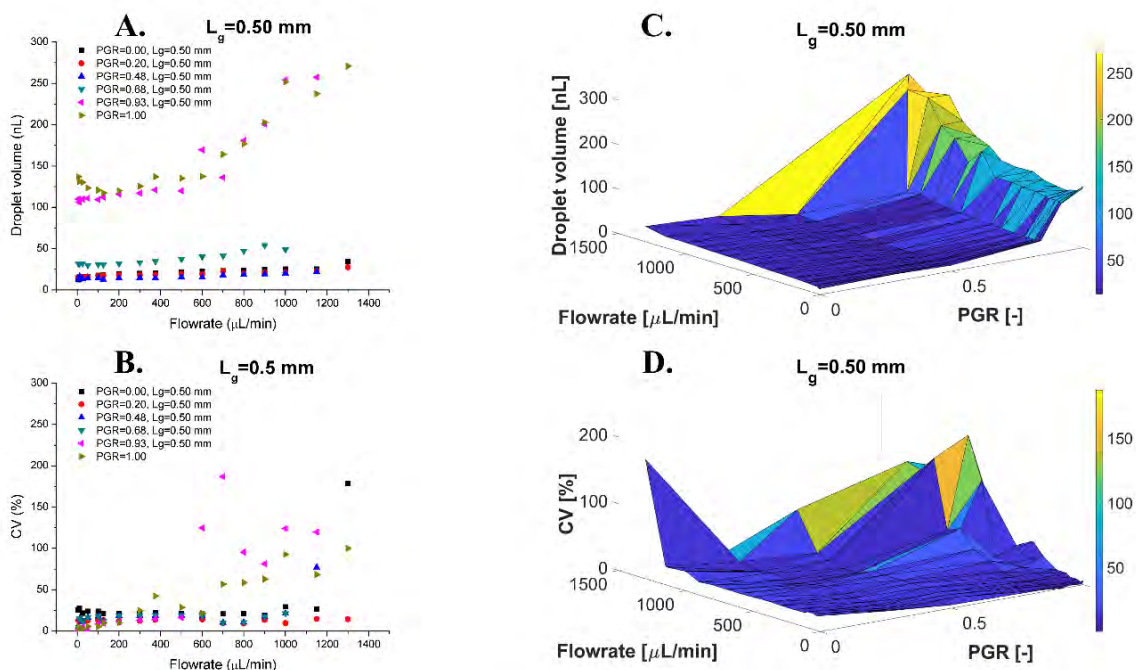 A.
L_g=0.50 mm
300
250
200
150
100
50
0
Droplet volume (nL)
PGR=0.00, Lg=0.50 mm
PGR=0.20, Lg=0.50 mm
PGR=0.48, Lg=0.50 mm
PGR=0.68, Lg=0.50 mm
PGR=0.93, Lg=0.50 mm
PGR=1.00
0 200 400 600 800 1000 1200 1400
Flowrate (μL/min)
C.
L_g=0.50 mm
Droplet volume [nL]
300
200
100
0
1500
1000
500
0
Flowrate [μL/min]
0
0.5
PGR [-]
250
200
150
100
50
B.
L_g=0.5 mm
300
250
200
150
100
50
0
CV (%)
PGR=0.00, Lg=0.50 mm
PGR=0.20, Lg=0.50 mm
PGR=0.48, Lg=0.50 mm
PGR=0.68, Lg=0.50 mm
PGR=0.93, Lg=0.50 mm
PGR=1.00
0 200 400 600 800 1000 1200 1400
Flowrate (μL/min)
D.
L_g=0.50 mm
CV [%]
200
100
0
1500
1000
500
0
Flowrate [μL/min]
0
0.5
PGR [-]
150
100
50